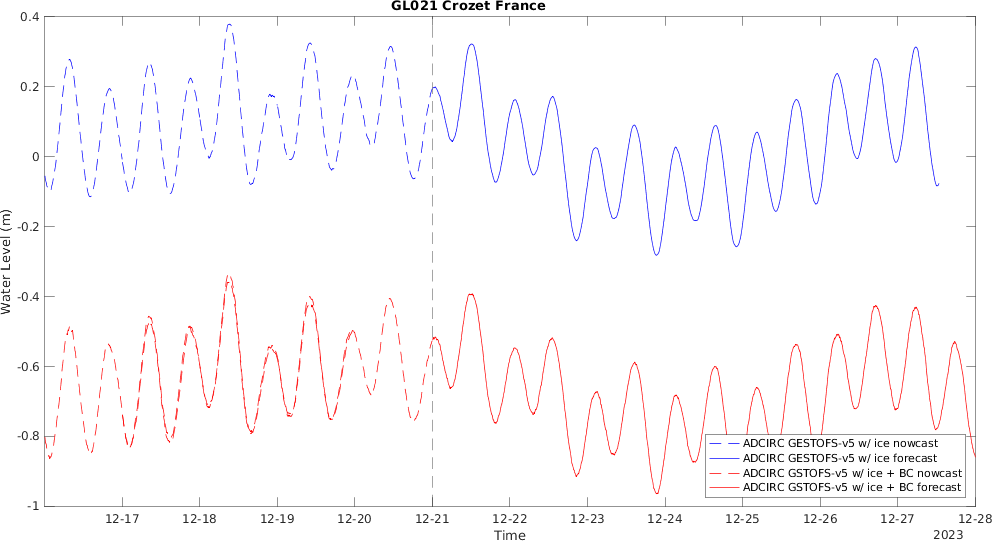 GL021 Crozet France
0.4
0.2
0
-0.2
-0.4
-0.6
-0.8
-1
Water Level (m)
ADCIRC GESTOFS-v5 w/ ice nowcast
ADCIRC GESTOFS-v5 w/ ice forecast
ADCIRC GSTOFS-v5 w/ ice + BC nowcast
ADCIRC GSTOFS-v5 w/ ice + BC forecast
12-17 12-18 12-19 12-20 12-21 12-22 12-23 12-24 12-25 12-26 12-27 12-28
Time
2023